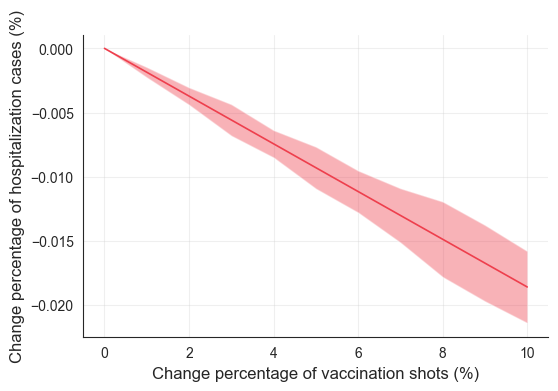 Change percentage of hospitalization cases (%)
0.000
−0.005
−0.010
−0.015
−0.020
0 2 4 6 8 10
Change percentage of vaccination shots (%)